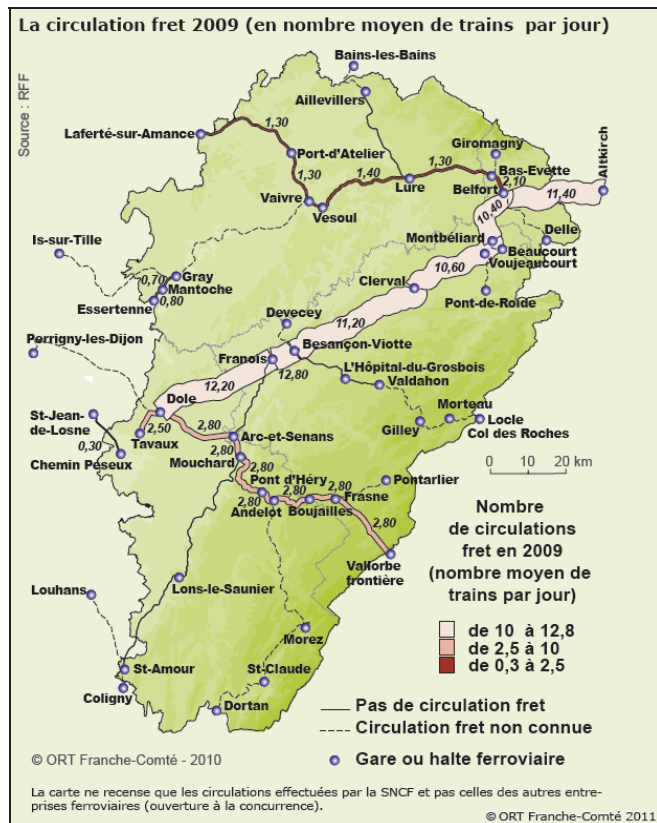 La circulation fret 2009 (en nombre moyen de trains par jour)
Source : RFF
Bains-les-Bains
Aillevillers
Laferté-sur-Amance
1,30
Giromagny
Port-d'Atelier
1,30
Bas-Evette
Altkirch
1,30
1,40
Lure
Belfort
2,10
11,40
Vaivre
Vesoul
10,40
Is-sur-Tille
Montbéliard
Delle
Beaucourt
Voujeaucourt
10,60
0,70
Gray
Mantoche
Clerval
Essertenne
0,80
Pont-de-Roide
Devecey
11,20
Perrigny-les-Dijon
Besançon-Viotte
Franois
12,80
L'Hôpital-du-Grosbois
12,20
Valdahon
Dole
St-Jean-
de-Losne
2,50
2,80
Morteau
Tavaux
Arc-et-Senans
Gilley
Locle
Col des Roches
0,30
2,80
Chemin Peseux
Mouchard
2,80
0 10 20 km
Pont d'Héry
2,80
Pontarlier
2,80
2,80
Frasne
Andelot
Boujailles
2,80
Vallorbe
frontière
Lons-le-Saunier
Louhans
Morez
St-Amour
St-Claude
Coligny
Dortan
Nombre
de circulations
fret en 2009
(nombre moyen de
trains par jour)
de 10 à 12,8
de 2,5 à 10
de 0,3 à 2,5
Pas de circulation fret
Circulation fret non connue
Gare ou halte ferroviaire
© ORT Franche-Comté - 2010
La carte ne recense que les circulations effectuées par la SNCF et pas celles des autres entre-
prises ferroviaires (ouverture à la concurrence).
© ORT Franche-Comté 2011